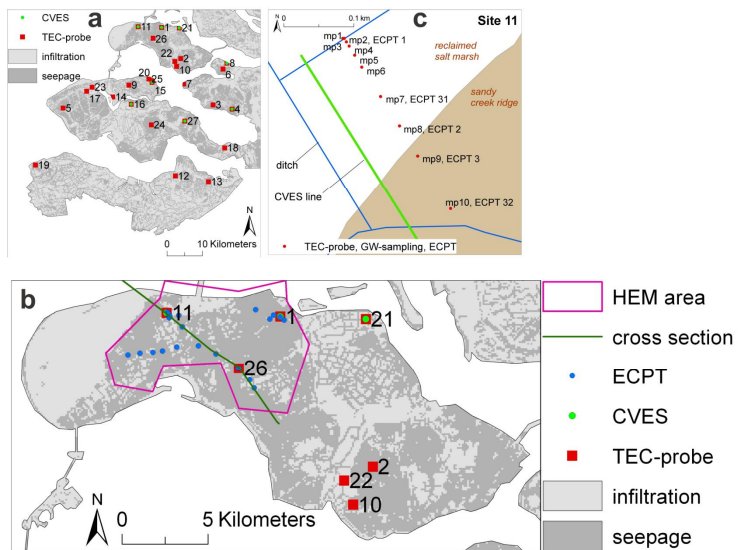 a
CVES
TEC-probe
infiltration
seepage
11
1
21
26
22
2
10
8
6
20
25
7
9
15
23
17
14
16
5
3
4
24
27
18
19
12
13
N
0 10 Kilometers
c
0 0.1 km
Site 11
mp1
mp2, ECPT 1
mp3
mp4
mp5
mp6
reclaimed
salt marsh
sandy
creek ridge
mp7, ECPT 31
mp8, ECPT 2
mp9, ECPT 3
mp10, ECPT 32
ditch
CVES line
N
TEC-probe, GW-sampling, ECPT
b
11
1
21
26
2
22
10
N
0 5 Kilometers
HEM area
cross section
ECPT
CVES
TEC-probe
infiltration
seepage